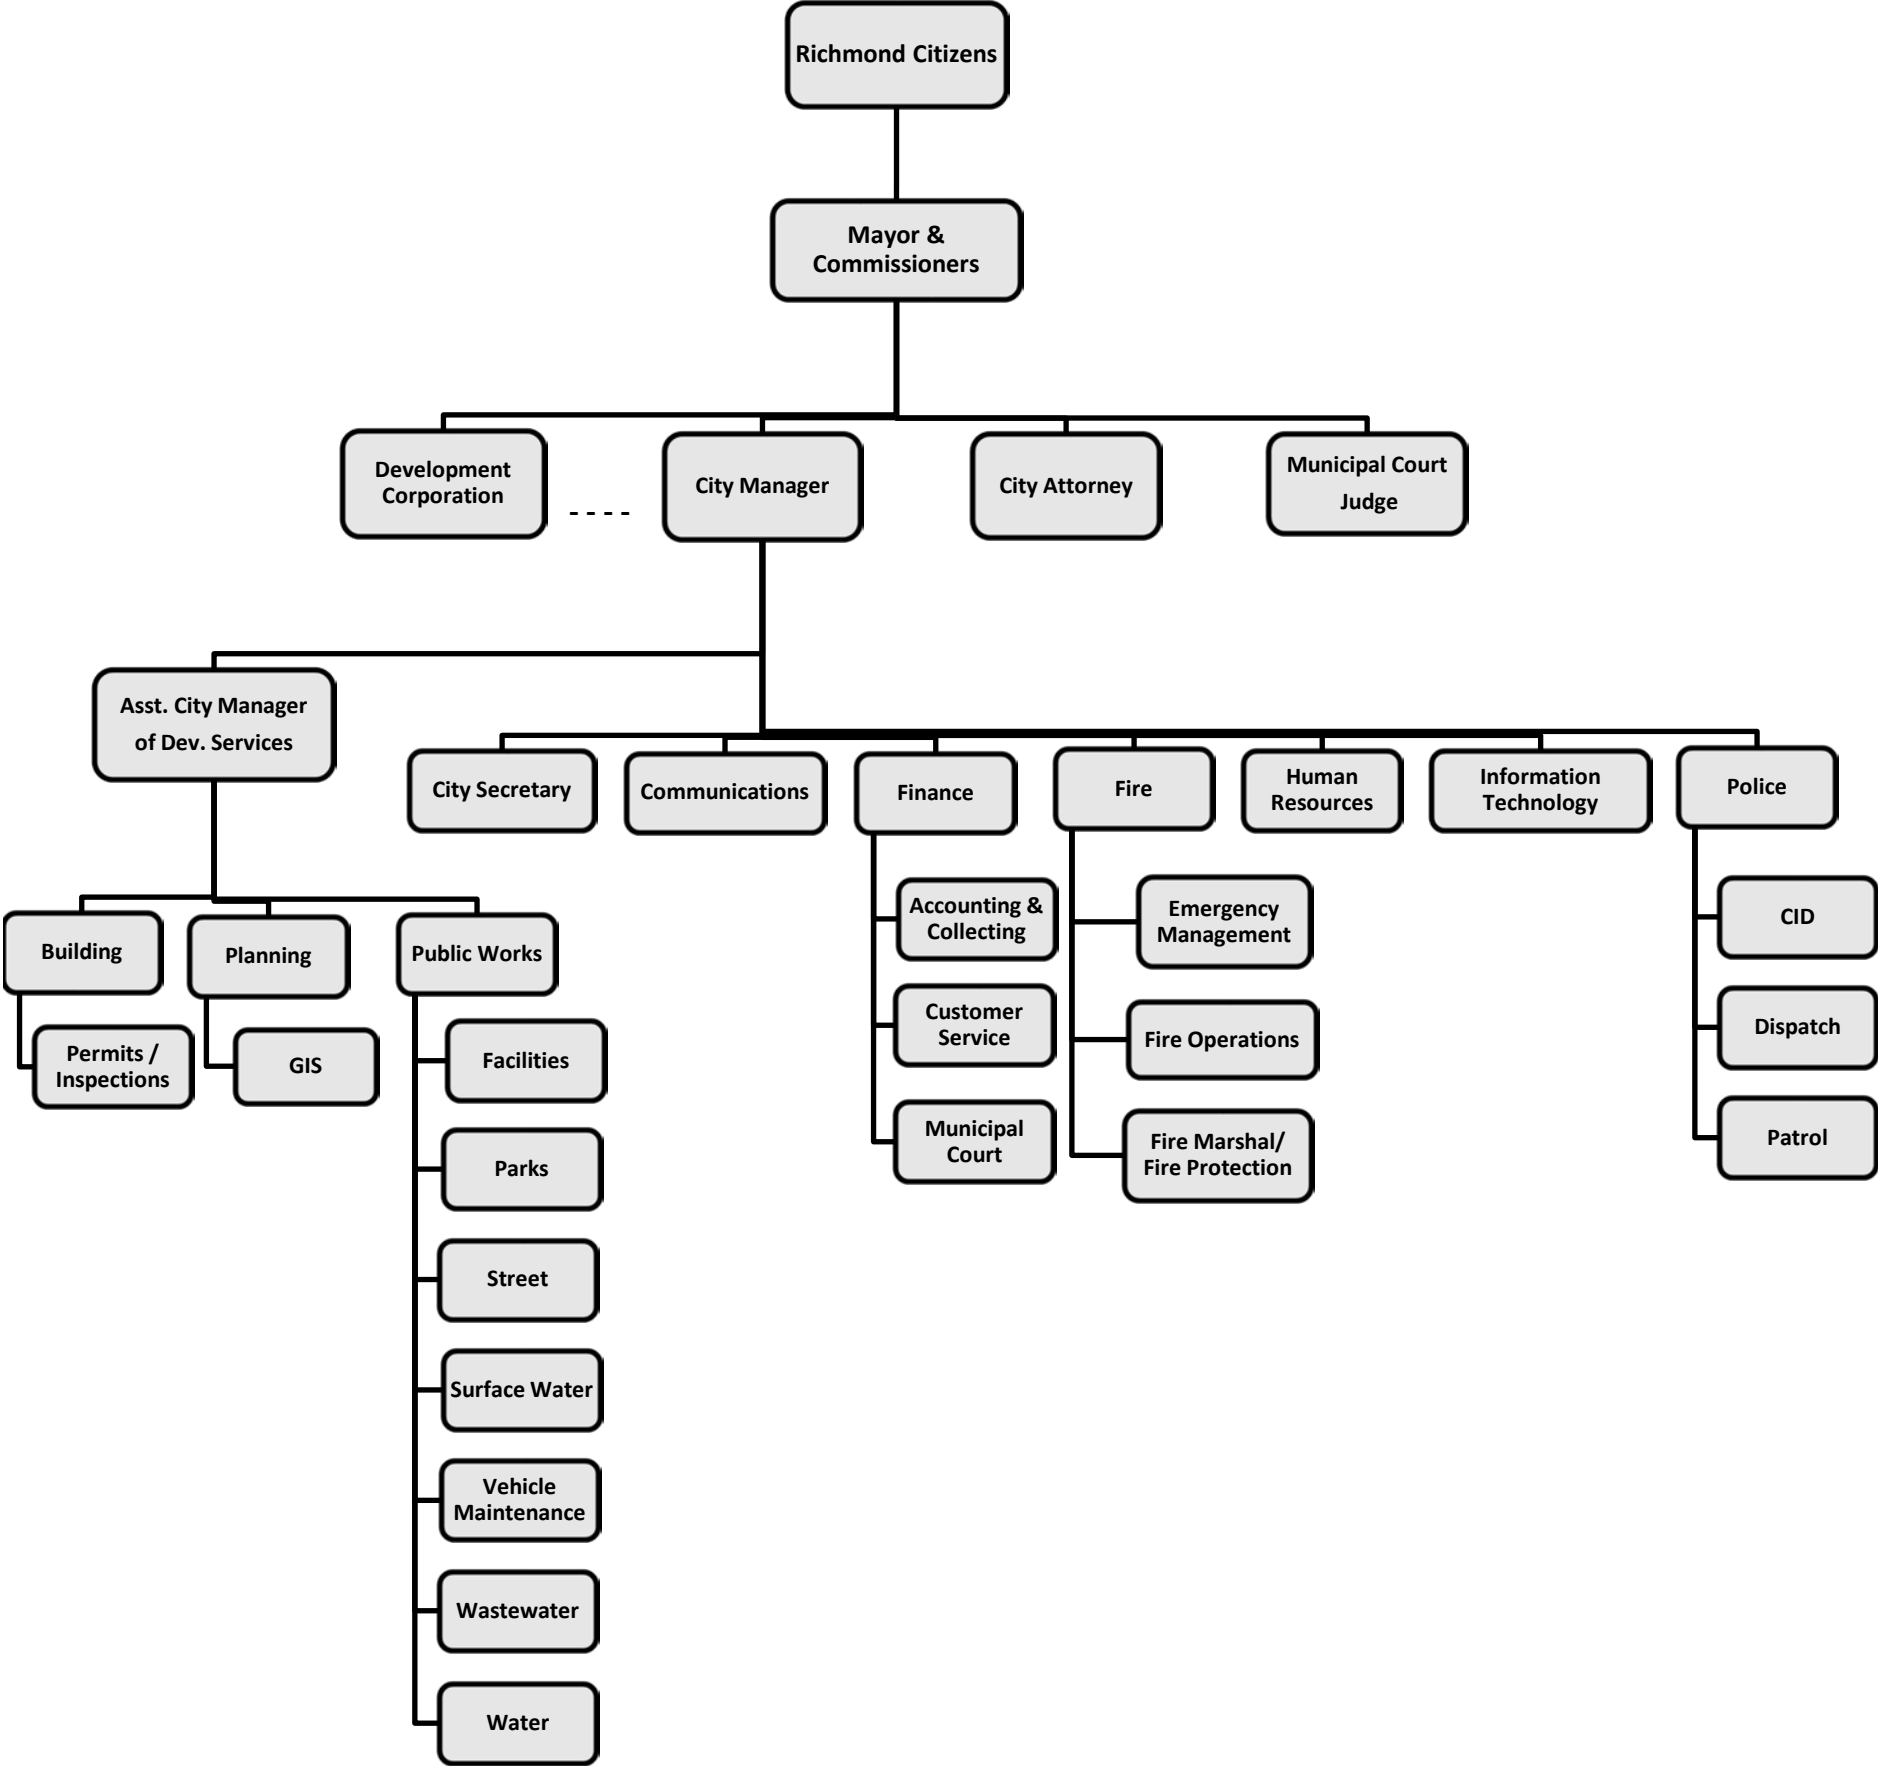 Richmond Citizens
Mayor &
Commissioners
Development
Corporation
- - - -
City Manager
City Attorney
Municipal Court
Judge
Asst. City Manager
of Dev. Services
City Secretary
Communications
Finance
Fire
Human
Resources
Information
Technology
Police
Building
Planning
Public Works
Permits /
Inspections
GIS
Facilities
Parks
Street
Surface Water
Vehicle
Maintenance
Wastewater
Water
Accounting &
Collecting
Customer
Service
Municipal
Court
Emergency
Management
Fire Operations
Fire Marshal/
Fire Protection
CID
Dispatch
Patrol